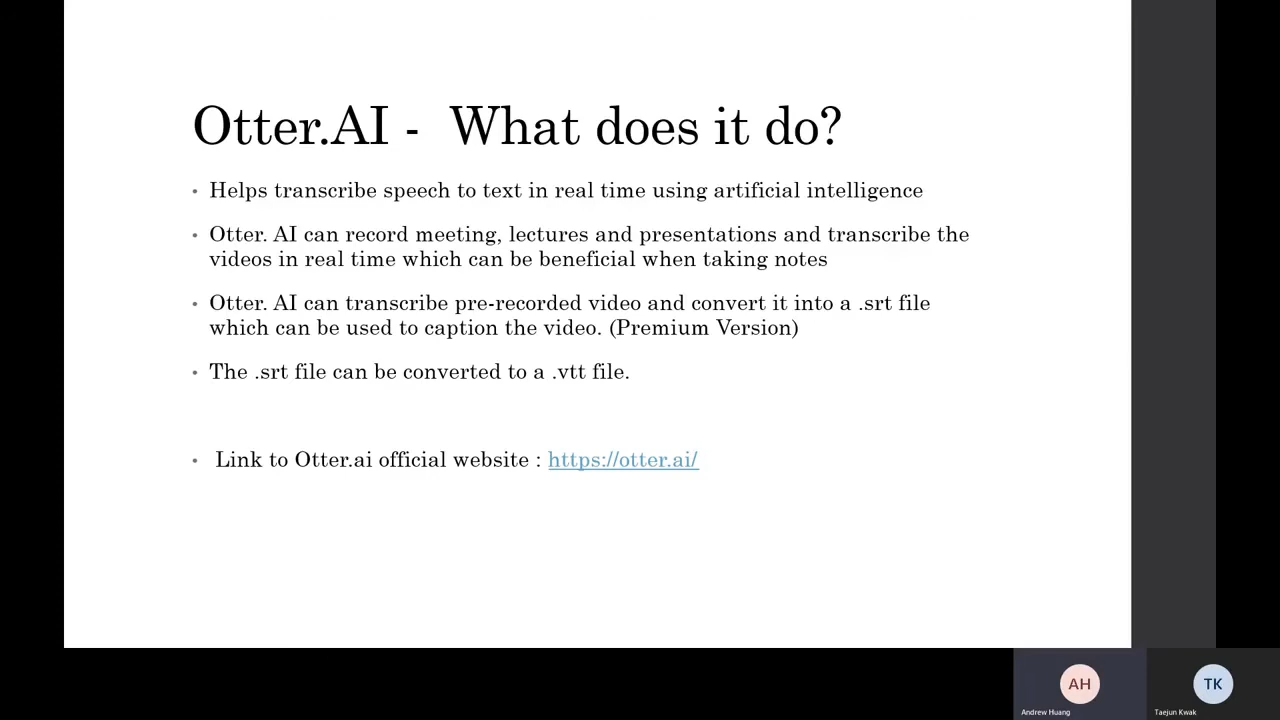 Otter.AI -  What does it do?
• Helps transcribe speech to text in real time using artificial intelligence
• Otter. AI can record meeting, lectures and presentations and transcribe the
videos in real time which can be beneficial when taking notes
• Otter. AI can transcribe pre-recorded video and convert it into a .srt file
which can be used to caption the video. (Premium Version)
• The .srt file can be converted to a .vtt file.
• Link to Otter.ai official website : https://otter.ai/
AH
Andrew Huang
TK
Taejun Kwak